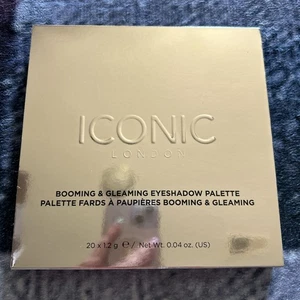 ICONIC
LONDON
BOOMING & GLEAMING EYESHADOW PALETTE
PALETTE FARDS À PAUPIÈRES BOOMING & GLEAMING
20 x 1.2 g ℮ / Net Wt. 0.04 oz. (US)